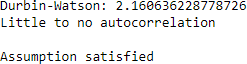 Durbin-Watson: 2.160636228778726
Little to no autocorrelation
Assumption satisfied